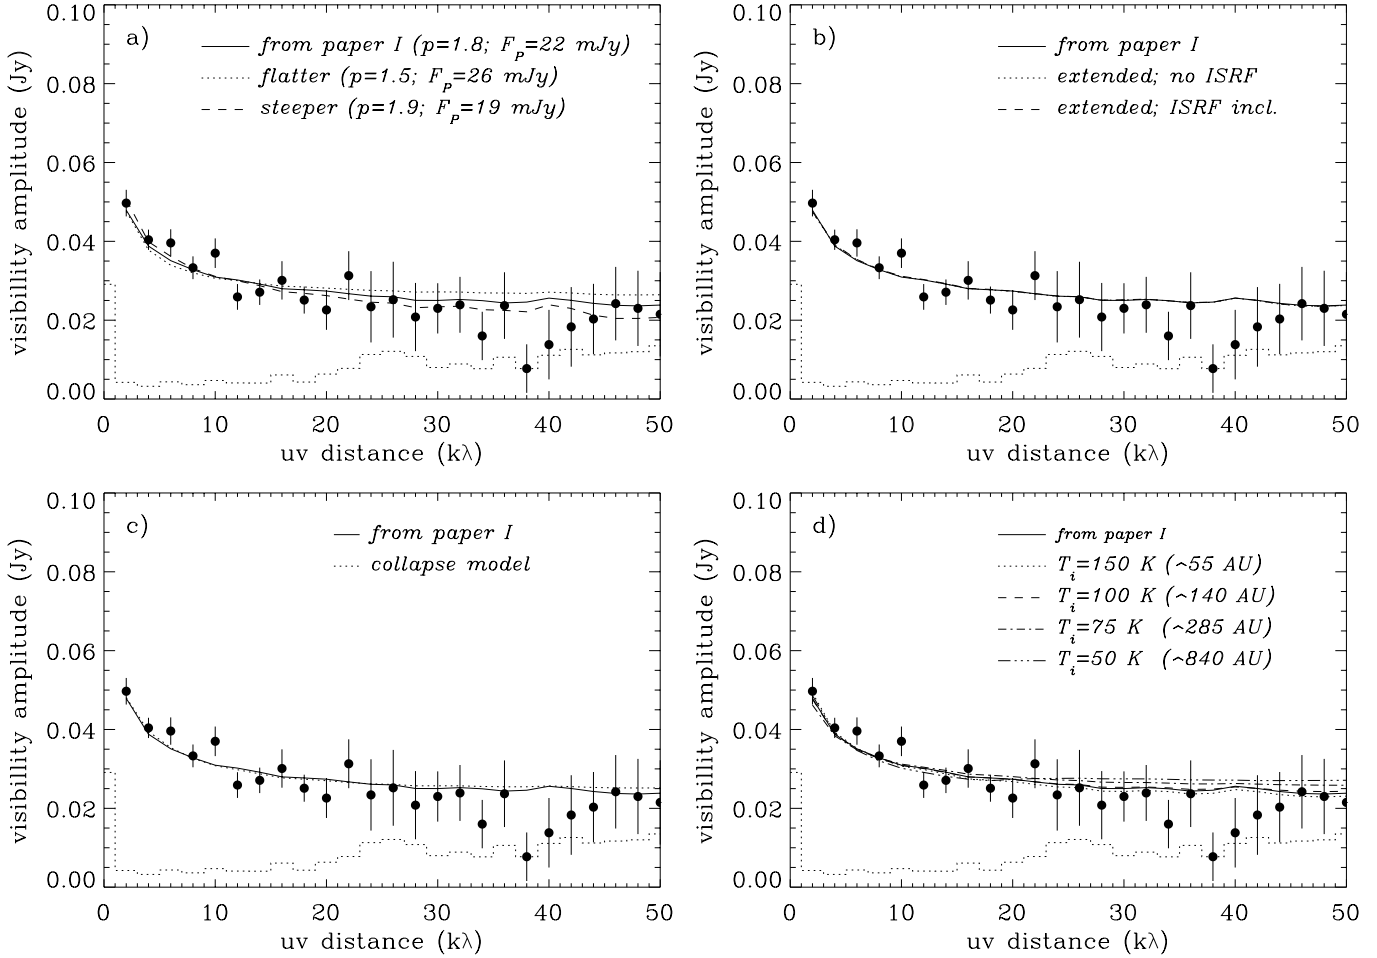 a)
from paper I (p=1.8; F_P=22 mJy)
flatter (p=1.5; F_P=26 mJy)
steeper (p=1.9; F_P=19 mJy)
visibility amplitude (Jy)
0.10
0.08
0.06
0.04
0.02
0.00
0 10 20 30 40 50
uv distance (kλ)
b)
from paper I
extended; no ISRF
extended; ISRF incl.
visibility amplitude (Jy)
0.10
0.08
0.06
0.04
0.02
0.00
0 10 20 30 40 50
uv distance (kλ)
c)
from paper I
collapse model
visibility amplitude (Jy)
0.10
0.08
0.06
0.04
0.02
0.00
0 10 20 30 40 50
uv distance (kλ)
d)
from paper I
T_i=150 K (~55 AU)
T_i=100 K (~140 AU)
T_i=75 K (~285 AU)
T_i=50 K (~840 AU)
visibility amplitude (Jy)
0.10
0.08
0.06
0.04
0.02
0.00
0 10 20 30 40 50
uv distance (kλ)